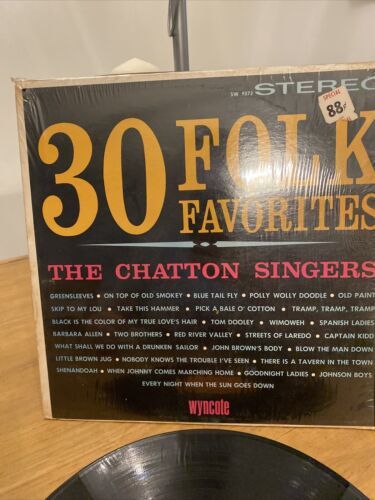 SW 9073 STEREO
SPECIAL
88¢
30 FOLK
FAVORITES
THE CHATTON SINGERS
GREENSLEEVES • ON TOP OF OLD SMOKEY • BLUE TAIL FLY • POLLY WOLLY DOODLE • OLD PAINT
SKIP TO MY LOU • TAKE THIS HAMMER • PICK A BALE O' COTTON • TRAMP, TRAMP, TRAMP
BLACK IS THE COLOR OF MY TRUE LOVE'S HAIR • TOM DOOLEY • WIMOWEH • SPANISH LADIES
BARBARA ALLEN • TWO BROTHERS • RED RIVER VALLEY • STREETS OF LAREDO • CAPTAIN KIDD
WHAT SHALL WE DO WITH A DRUNKEN SAILOR • JOHN BROWN'S BODY • BLOW THE MAN DOWN
LITTLE BROWN JUG • NOBODY KNOWS THE TROUBLE I'VE SEEN • THERE IS A TAVERN IN THE TOWN
SHENANDOAH • WHEN JOHNNY COMES MARCHING HOME • GOODNIGHT LADIES • JOHNSON BOYS
EVERY NIGHT WHEN THE SUN GOES DOWN
wyncote